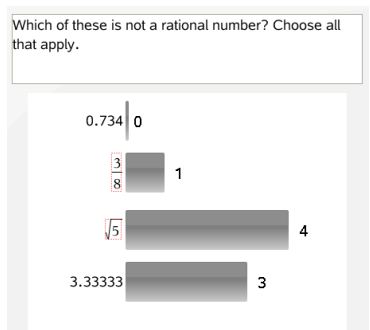 Which of these is not a rational number? Choose all
that apply.
0.734 0
3/8 1
√5 4
3.33333 3